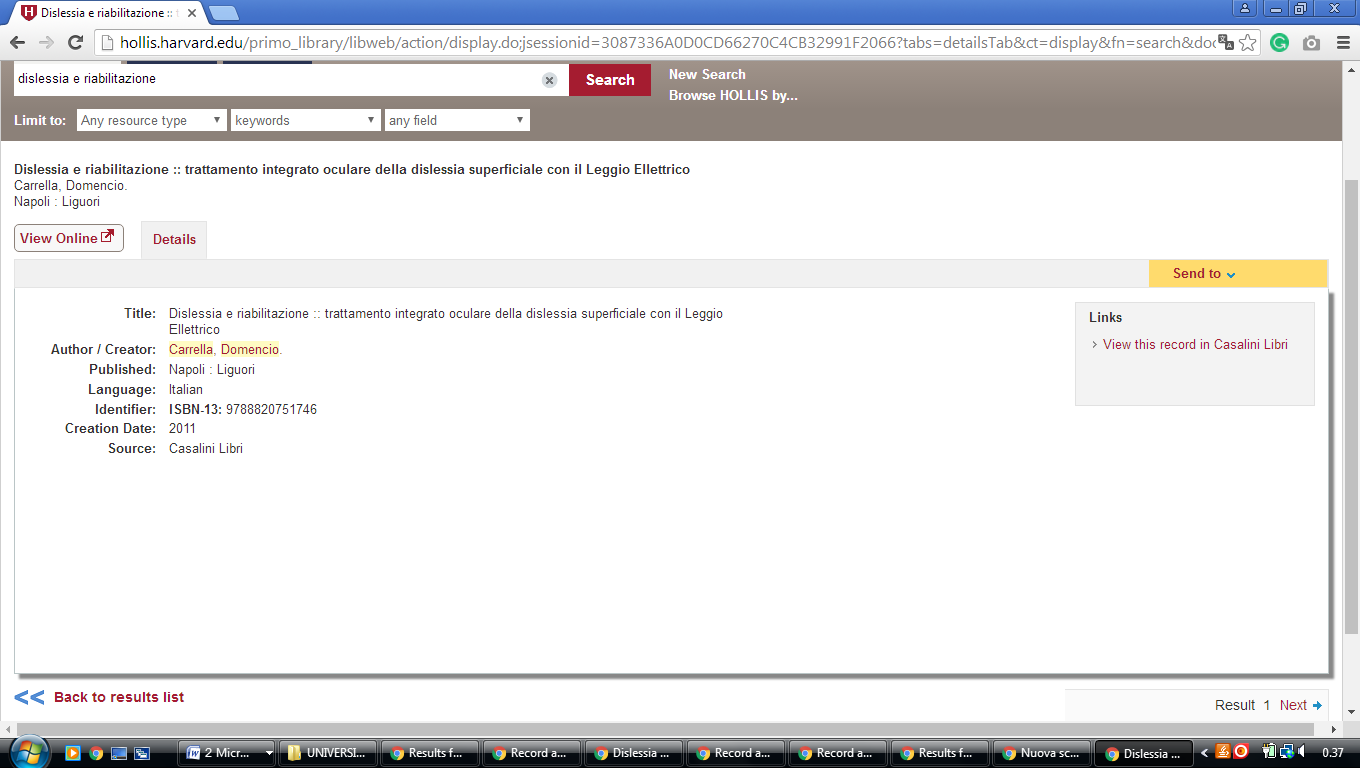 Dislessia e riabilitazione :: t
hollis.harvard.edu/primo_library/libweb/action/display.do;jsessionid=3087336A0D0CD66270C4CB32991F2066?tabs=detailsTab&ct=display&fn=search&doc
dislessia e riabilitazione
Search
New Search
Browse HOLLIS by...
Limit to: Any resource type keywords any field
Dislessia e riabilitazione :: trattamento integrato oculare della dislessia superficiale con il Leggio Ellettrico
Carrella, Domencio.
Napoli : Liguori
View Online Details
Send to
Title: Dislessia e riabilitazione :: trattamento integrato oculare della dislessia superficiale con il Leggio
Ellettrico
Author / Creator: Carrella, Domencio.
Published: Napoli : Liguori
Language: Italian
Identifier: ISBN-13: 9788820751746
Creation Date: 2011
Source: Casalini Libri
Links
> View this record in Casalini Libri
<< Back to results list
Result 1 Next
2 Micr... UNIVERSI... Results f... Record a... Dislessia ... Record a... Record a... Results f... Nuova sc... Dislessia ... 0.37